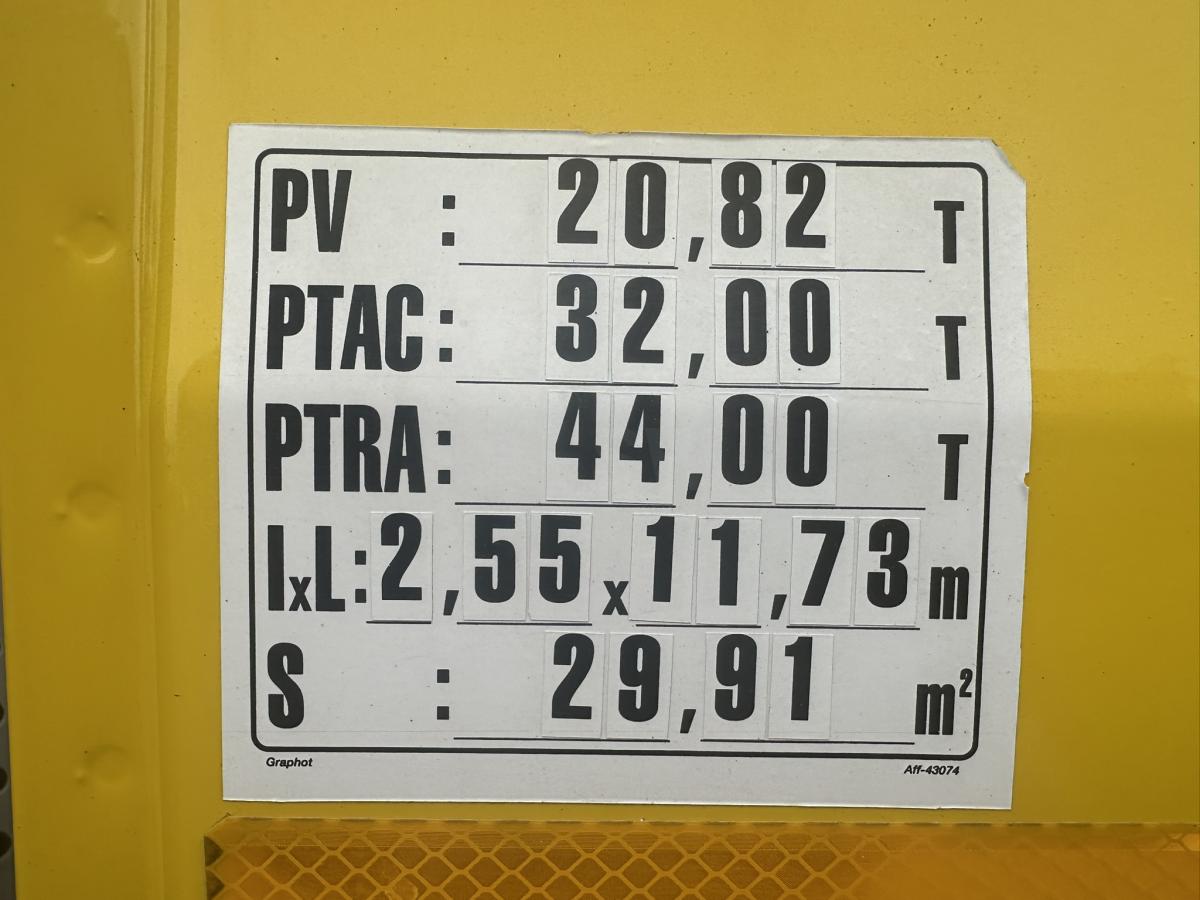 PV : 20,82 T
PTAC : 32,00 T
PTRA : 44,00 T
lxL : 2,55 x 11,73 m
S : 29,91 m²
Graphot Aff-43074